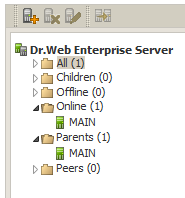 Dr.Web Enterprise Server
All (1)
Children (0)
Offline (0)
Online (1)
MAIN
Parents (1)
MAIN
Peers (0)